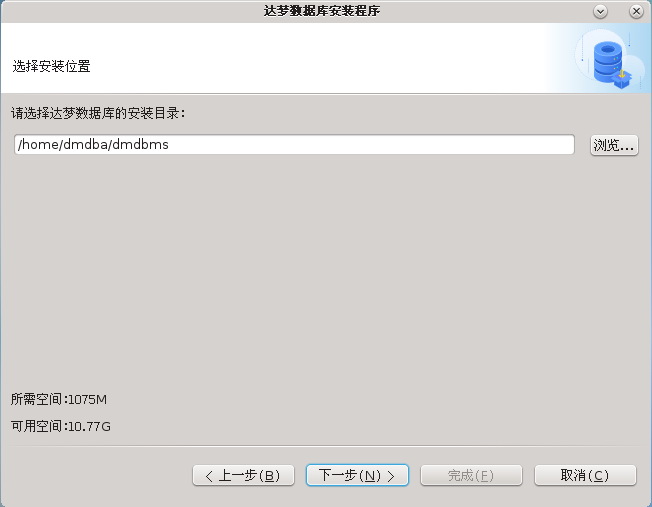 达梦数据库安装程序
选择安装位置
请选择达梦数据库的安装目录:
/home/dmdba/dmdbms
浏览...
所需空间:1075M
可用空间:10.77G
< 上一步(B)
下一步(N) >
完成(F)
取消(C)